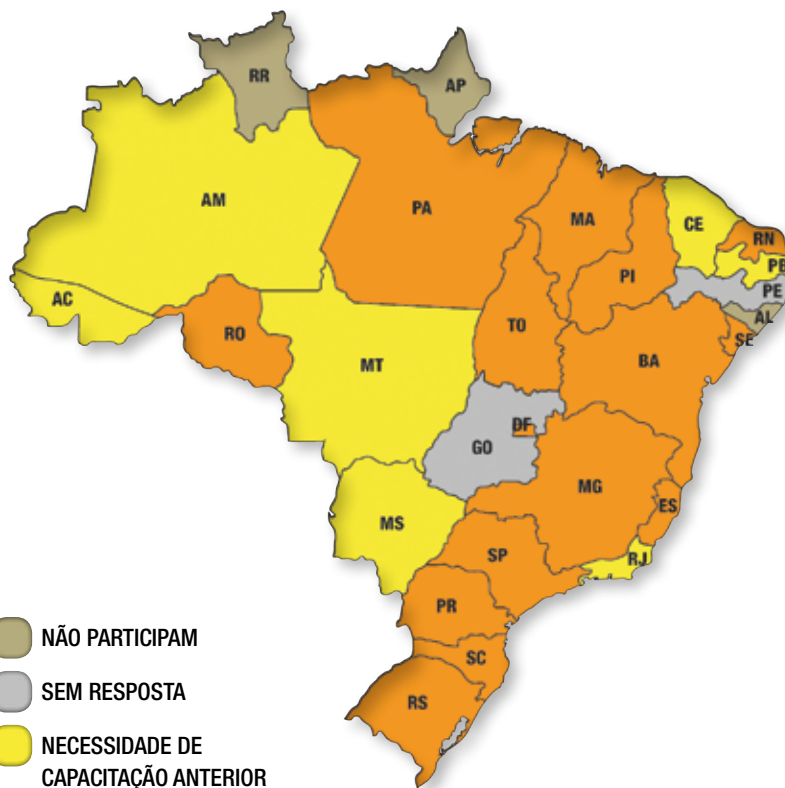 RR
AP
AM
PA
MA
CE
RN
PB
PE
PI
AC
AL
RO
TO
SE
BA
MT
DF
GO
MG
ES
MS
SP
RJ
PR
SC
RS
NÃO PARTICIPAM
SEM RESPOSTA
NECESSIDADE DE
CAPACITAÇÃO ANTERIOR